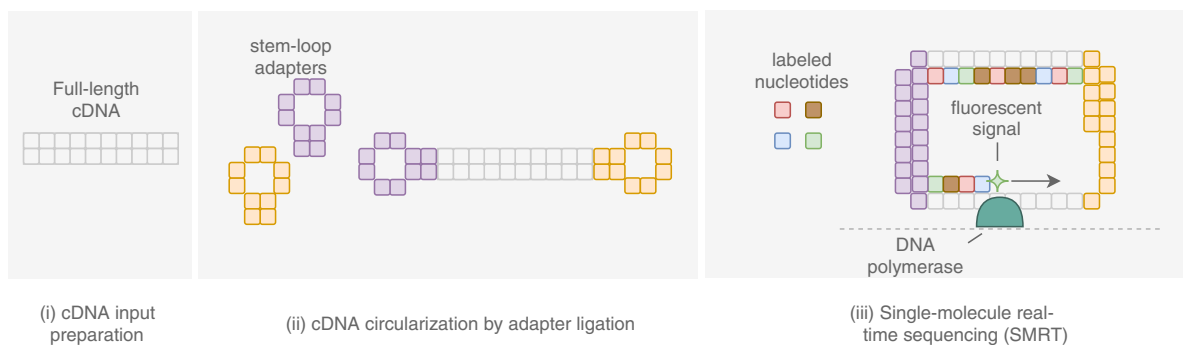 Full-length
cDNA
stem-loop
adapters
labeled
nucleotides
fluorescent
signal
DNA
polymerase
(i) cDNA input
preparation
(ii) cDNA circularization by adapter ligation
(iii) Single-molecule real-
time sequencing (SMRT)